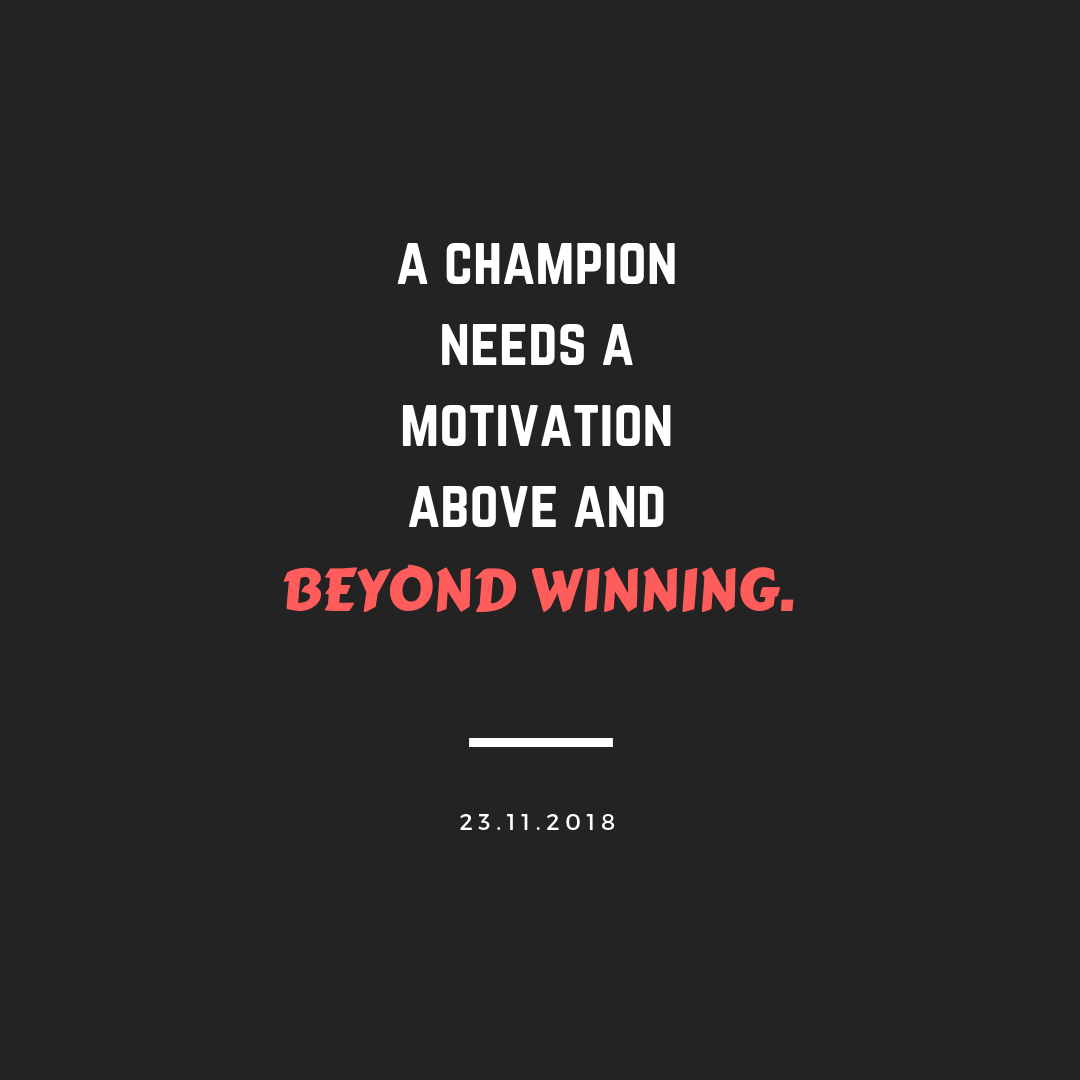 A CHAMPION
NEEDS A
MOTIVATION
ABOVE AND
BEYOND WINNING.
23.11.2018